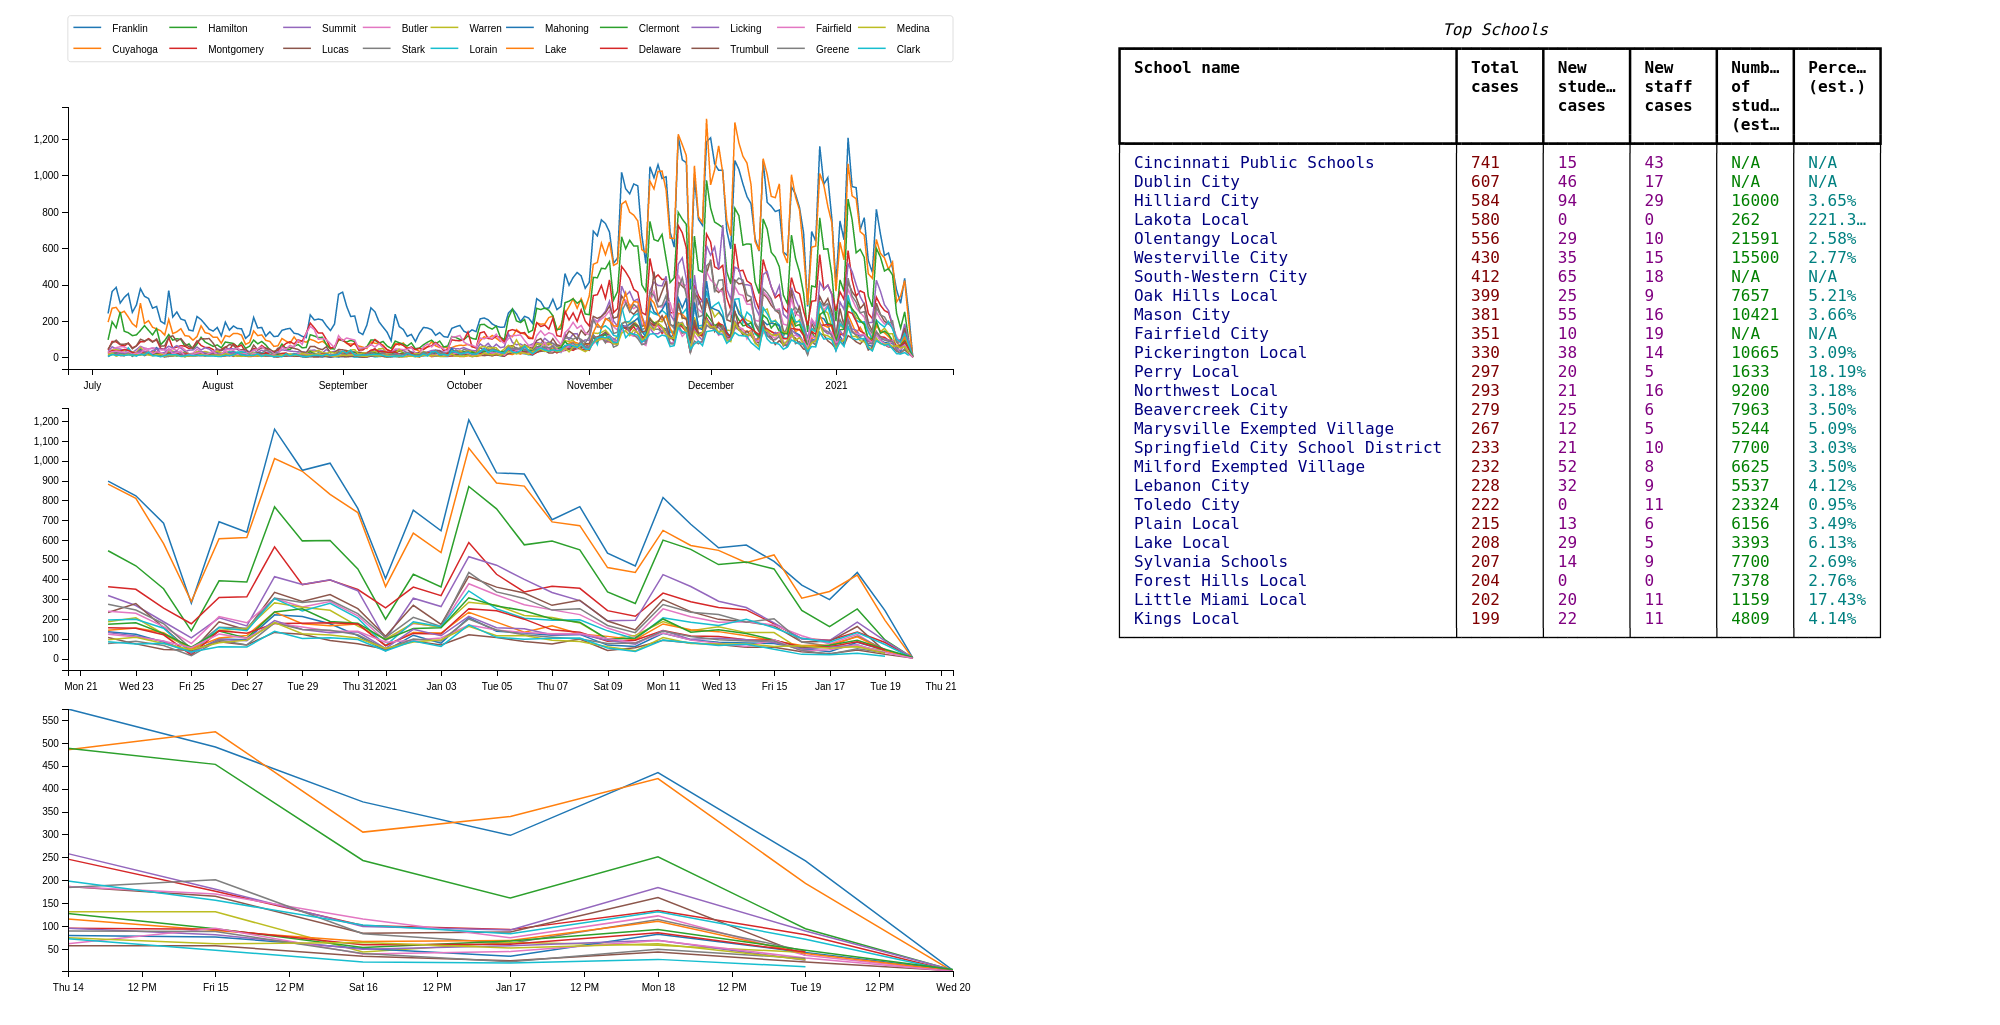 Franklin Hamilton Summit Butler Warren Mahoning Clermont Licking Fairfield Medina
Cuyahoga Montgomery Lucas Stark Lorain Lake Delaware Trumbull Greene Clark
1,200
1,000
800
600
400
200
0
July August September October November December 2021
1,200
1,100
1,000
900
800
700
600
500
400
300
200
100
0
Mon 21 Wed 23 Fri 25 Dec 27 Tue 29 Thu 31 2021 Jan 03 Tue 05 Thu 07 Sat 09 Mon 11 Wed 13 Fri 15 Jan 17 Tue 19 Thu 21
550
500
450
400
350
300
250
200
150
100
50
Thu 14 12 PM Fri 15 12 PM Sat 16 12 PM Jan 17 12 PM Mon 18 12 PM Tue 19 12 PM Wed 20
Top Schools
School name Total New New Numb… Perce…
cases stude… staff of (est.)
cases cases stud…
(est…
Cincinnati Public Schools 741 15 43 N/A N/A
Dublin City 607 46 17 N/A N/A
Hilliard City 584 94 29 16000 3.65%
Lakota Local 580 0 0 262 221.3…
Olentangy Local 556 29 10 21591 2.58%
Westerville City 430 35 15 15500 2.77%
South-Western City 412 65 18 N/A N/A
Oak Hills Local 399 25 9 7657 5.21%
Mason City 381 55 16 10421 3.66%
Fairfield City 351 10 19 N/A N/A
Pickerington Local 330 38 14 10665 3.09%
Perry Local 297 20 5 1633 18.19%
Northwest Local 293 21 16 9200 3.18%
Beavercreek City 279 25 6 7963 3.50%
Marysville Exempted Village 267 12 5 5244 5.09%
Springfield City School District 233 21 10 7700 3.03%
Milford Exempted Village 232 52 8 6625 3.50%
Lebanon City 228 32 9 5537 4.12%
Toledo City 222 0 11 23324 0.95%
Plain Local 215 13 6 6156 3.49%
Lake Local 208 29 5 3393 6.13%
Sylvania Schools 207 14 9 7700 2.69%
Forest Hills Local 204 0 0 7378 2.76%
Little Miami Local 202 20 11 1159 17.43%
Kings Local 199 22 11 4809 4.14%